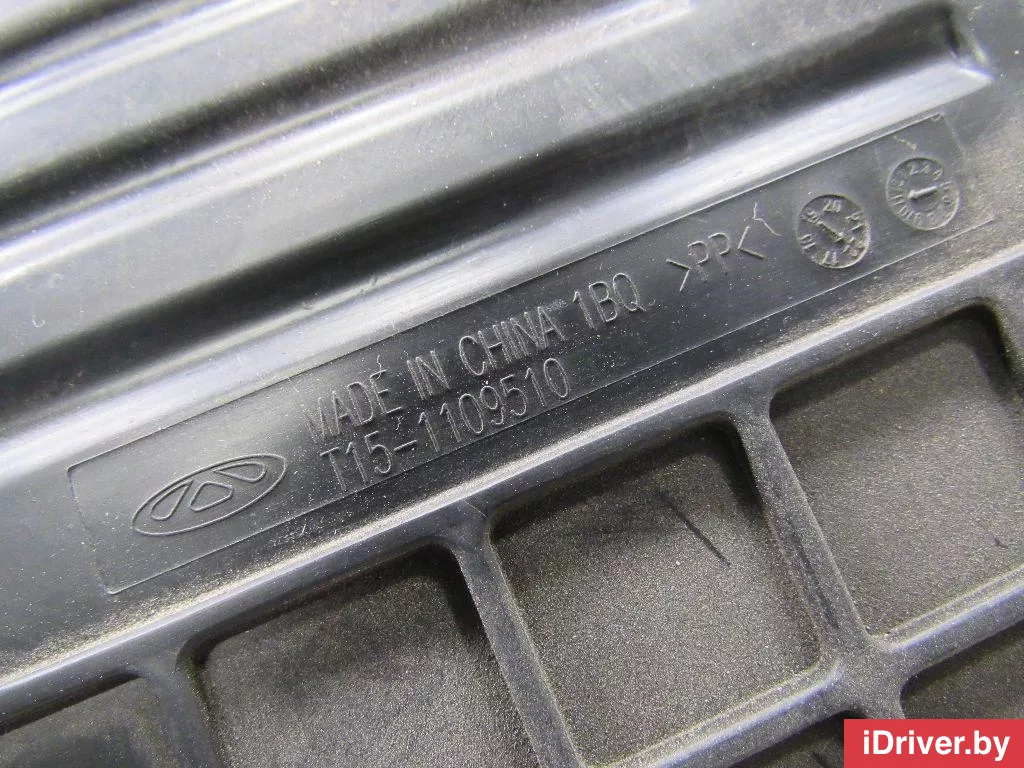 MADE IN CHINA 1BQ >PP<
T15-1109510
iDriver.by